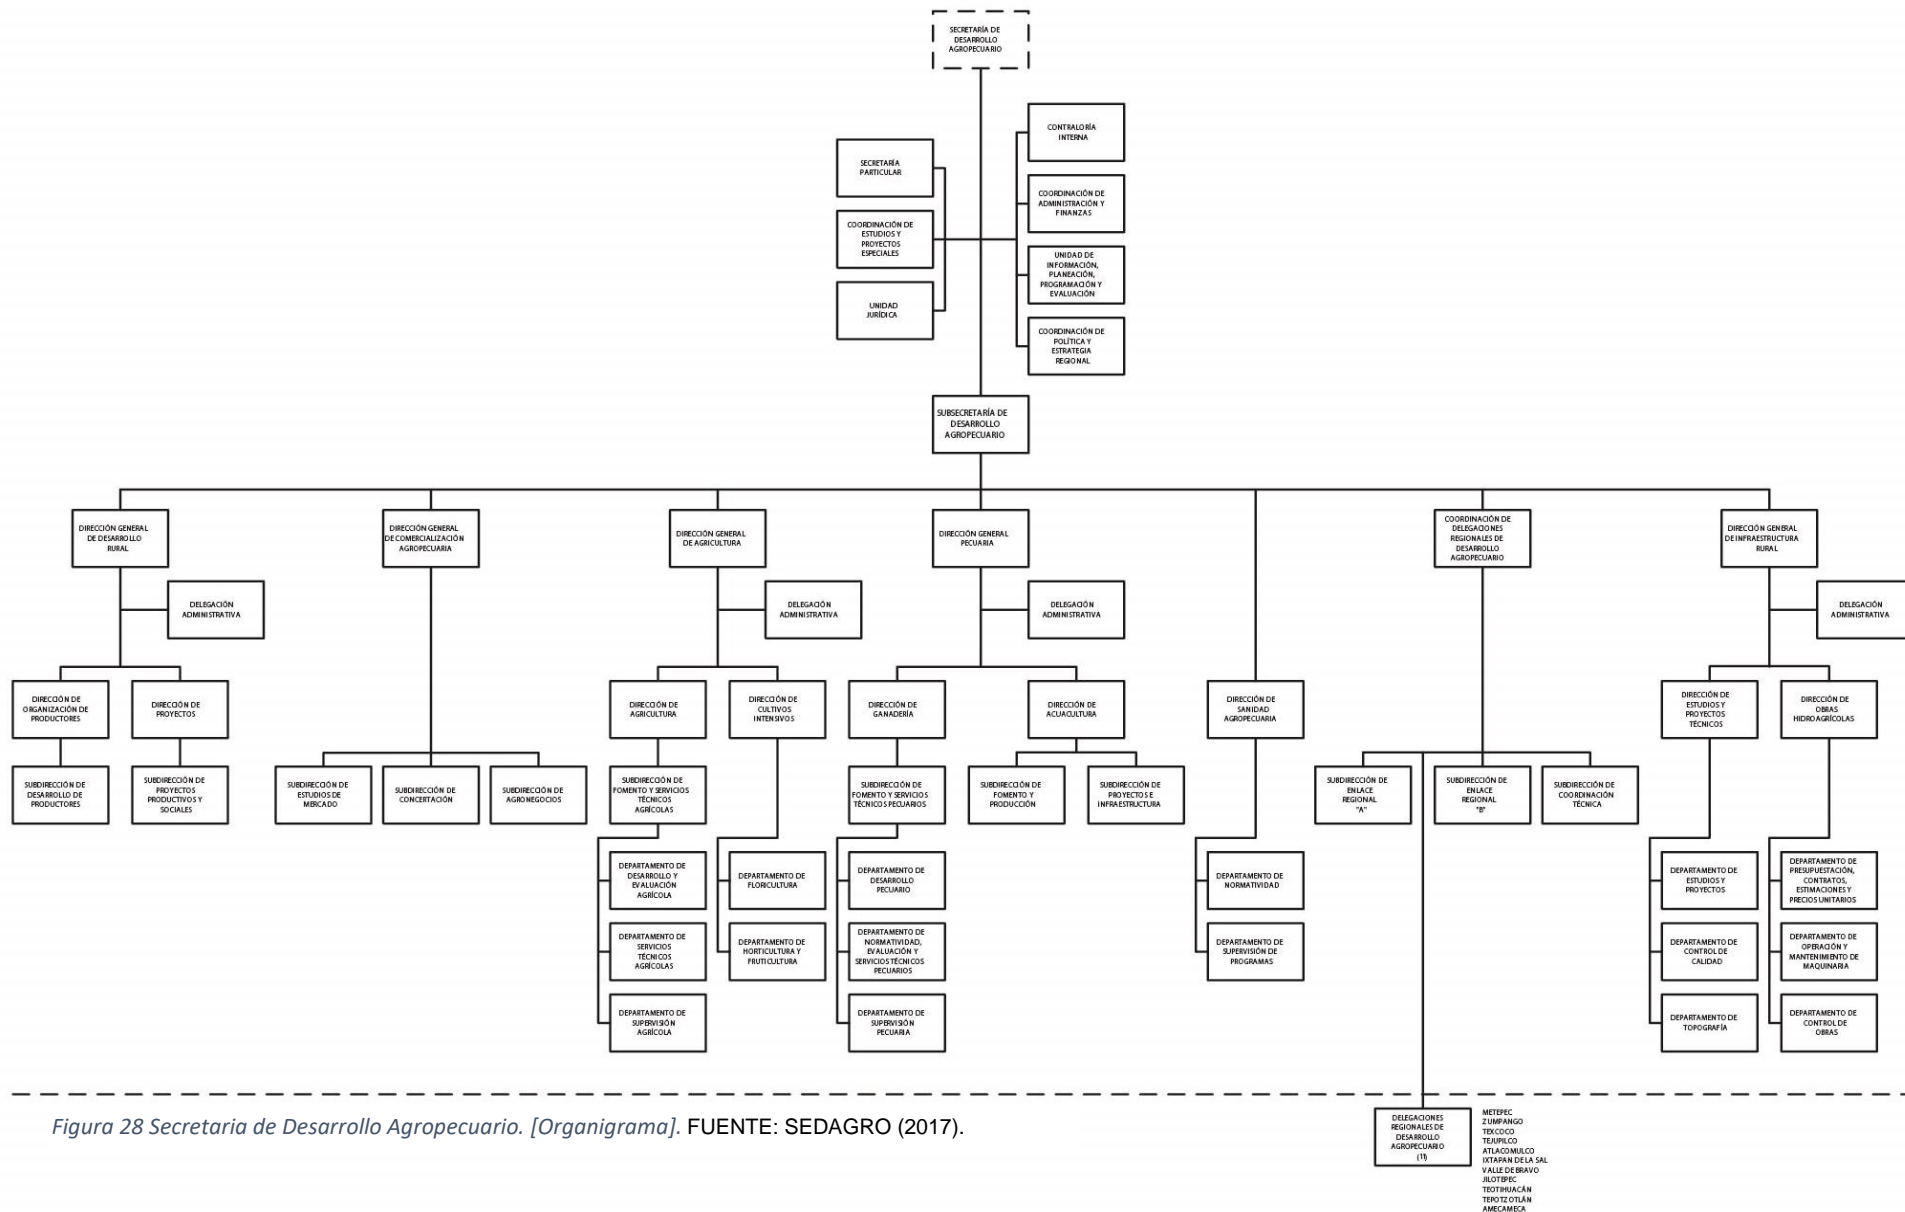 SECRETARÍA DE
DESARROLLO
AGROPECUARIO
CONTRALORÍA
INTERNA
SECRETARÍA
PARTICULAR
COORDINACIÓN DE
ADMINISTRACIÓN Y
FINANZAS
COORDINACIÓN DE
ESTUDIOS Y
PROYECTOS
ESPECIALES
UNIDAD DE
INFORMACIÓN,
PLANEACIÓN,
PROGRAMACIÓN Y
EVALUACIÓN
UNIDAD
JURÍDICA
COORDINACIÓN DE
POLÍTICA Y
ESTRATEGIA
REGIONAL
SUBSECRETARÍA DE
DESARROLLO
AGROPECUARIO
DIRECCIÓN GENERAL
DE DESARROLLO
RURAL
DIRECCIÓN GENERAL
DE COMERCIALIZACIÓN
AGROPECUARIA
DIRECCIÓN GENERAL
DE AGRICULTURA
DIRECCIÓN GENERAL
PECUARIA
COORDINACIÓN DE
DELEGACIONES
REGIONALES DE
DESARROLLO
AGROPECUARIO
DIRECCIÓN GENERAL
DE INFRAESTRUCTURA
RURAL
DELEGACIÓN
ADMINISTRATIVA
DELEGACIÓN
ADMINISTRATIVA
DELEGACIÓN
ADMINISTRATIVA
DELEGACIÓN
ADMINISTRATIVA
DIRECCIÓN DE
ORGANIZACIÓN DE
PRODUCTORES
DIRECCIÓN DE
PROYECTOS
DIRECCIÓN DE
AGRICULTURA
DIRECCIÓN DE
CULTIVOS
INTENSIVOS
DIRECCIÓN DE
GANADERÍA
DIRECCIÓN DE
ACUACULTURA
DIRECCIÓN DE
SANIDAD
AGROPECUARIA
DIRECCIÓN DE
ESTUDIOS Y
PROYECTOS
TÉCNICOS
DIRECCIÓN DE
OBRAS
HIDROAGRÍCOLAS
SUBDIRECCIÓN DE
DESARROLLO DE
PRODUCTORES
SUBDIRECCIÓN DE
PROYECTOS
PRODUCTIVOS Y
SOCIALES
SUBDIRECCIÓN DE
ESTUDIOS DE
MERCADO
SUBDIRECCIÓN DE
CONCERTACIÓN
SUBDIRECCIÓN DE
AGRONEGOCIOS
SUBDIRECCIÓN DE
FOMENTO Y SERVICIOS
TÉCNICOS
AGRÍCOLAS
SUBDIRECCIÓN DE
FOMENTO Y SERVICIOS
TÉCNICOS PECUARIOS
SUBDIRECCIÓN DE
FOMENTO Y
PRODUCCIÓN
SUBDIRECCIÓN DE
PROYECTOS E
INFRAESTRUCTURA
SUBDIRECCIÓN DE
ENLACE
REGIONAL
"A"
SUBDIRECCIÓN DE
ENLACE
REGIONAL
"B"
SUBDIRECCIÓN DE
COORDINACIÓN
TÉCNICA
DEPARTAMENTO DE
DESARROLLO Y
EVALUACIÓN
AGRÍCOLA
DEPARTAMENTO DE
FLORICULTURA
DEPARTAMENTO DE
DESARROLLO
PECUARIO
DEPARTAMENTO DE
NORMATIVIDAD
DEPARTAMENTO DE
ESTUDIOS Y
PROYECTOS
DEPARTAMENTO DE
PRESUPUESTACIÓN,
CONTRATOS,
ESTIMACIONES Y
PRECIOS UNITARIOS
DEPARTAMENTO DE
SERVICIOS
TÉCNICOS
AGRÍCOLAS
DEPARTAMENTO DE
HORTICULTURA Y
FRUTICULTURA
DEPARTAMENTO DE
NORMATIVIDAD,
EVALUACIÓN Y
SERVICIOS TÉCNICOS
PECUARIOS
DEPARTAMENTO DE
SUPERVISIÓN DE
PROGRAMAS
DEPARTAMENTO DE
CONTROL DE
CALIDAD
DEPARTAMENTO DE
OPERACIÓN Y
MANTENIMIENTO DE
MAQUINARIA
DEPARTAMENTO DE
SUPERVISIÓN
AGRÍCOLA
DEPARTAMENTO DE
SUPERVISIÓN
PECUARIA
DEPARTAMENTO DE
TOPOGRAFÍA
DEPARTAMENTO DE
CONTROL DE
OBRAS
Figura 28 Secretaria de Desarrollo Agropecuario. [Organigrama]. FUENTE: SEDAGRO (2017).
DELEGACIONES
REGIONALES DE
DESARROLLO
AGROPECUARIO
(11)
METEPEC
ZUMPANGO
TEXCOCO
TEJUPILCO
ATLACOMULCO
IXTAPAN DE LA SAL
VALLE DE BRAVO
JILOTEPEC
TEOTIHUACÁN
TEPOTZOTLÁN
AMECAMECA